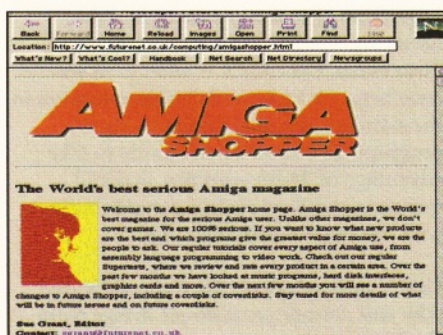 Back Forward Home Reload Images Open Print Find Stop
Location: http://www.futurenet.co.uk/computing/amigashopper.html
What's New? What's Cool? Handbook Net Search Net Directory Newsgroups
AMIGA
SHOPPER
The World's best serious Amiga magazine
Welcome to the Amiga Shopper home page. Amiga Shopper is the World's
best magazine for the serious Amiga user. Unlike other magazines, we don't
cover games. We are 100% serious. If you want to know what new products
are the best and which programs give the greatest value for money, we are the
people to ask. Our regular tutorials cover every aspect of Amiga use, from
assembly language programming to video work. Check out our regular
Supertests, where we review and rate every product in a certain area. Over the
past few months we have looked at music programs, hard disk interfaces,
graphics cards and more. Over the next few months you will see a number of
changes to Amiga Shopper, including a couple of coverdisks. Stay tuned for more details of what
will be in future issues and on future coverdisks.
Sue Grant, Editor
Contact: sgrant@futurenet.co.uk